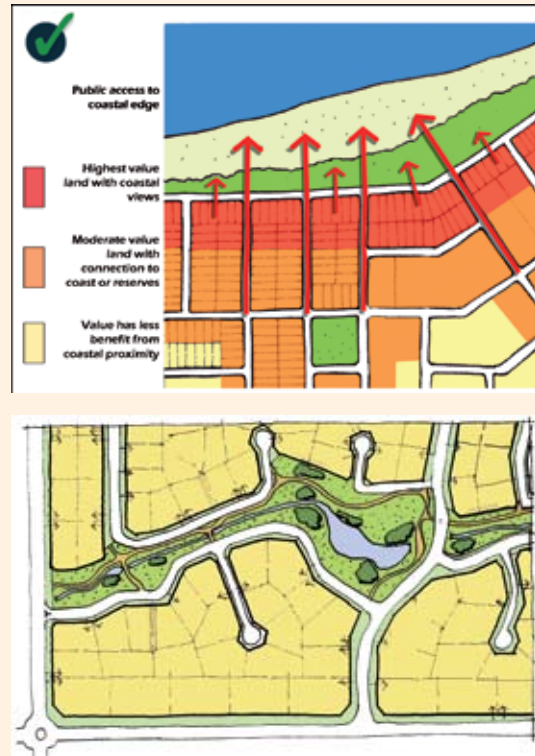 Public access to
coastal edge
Highest value
land with coastal
views
Moderate value
land with
connection to
coast or reserves
Value has less
benefit from
coastal proximity